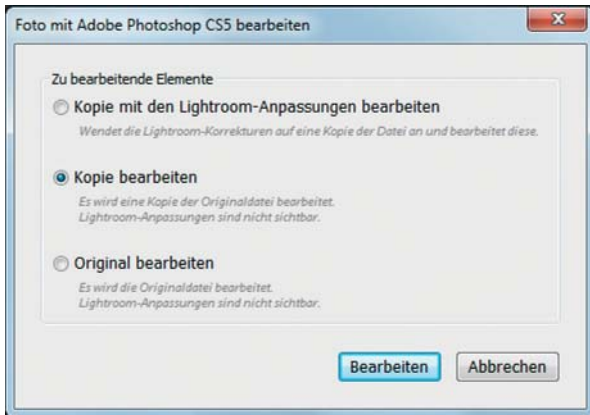 Foto mit Adobe Photoshop CS5 bearbeiten
Zu bearbeitende Elemente
Kopie mit den Lightroom-Anpassungen bearbeiten
Wendet die Lightroom-Korrekturen auf eine Kopie der Datei an und bearbeitet diese.
Kopie bearbeiten
Es wird eine Kopie der Originaldatei bearbeitet.
Lightroom-Anpassungen sind nicht sichtbar.
Original bearbeiten
Es wird die Originaldatei bearbeitet.
Lightroom-Anpassungen sind nicht sichtbar.
Bearbeiten Abbrechen